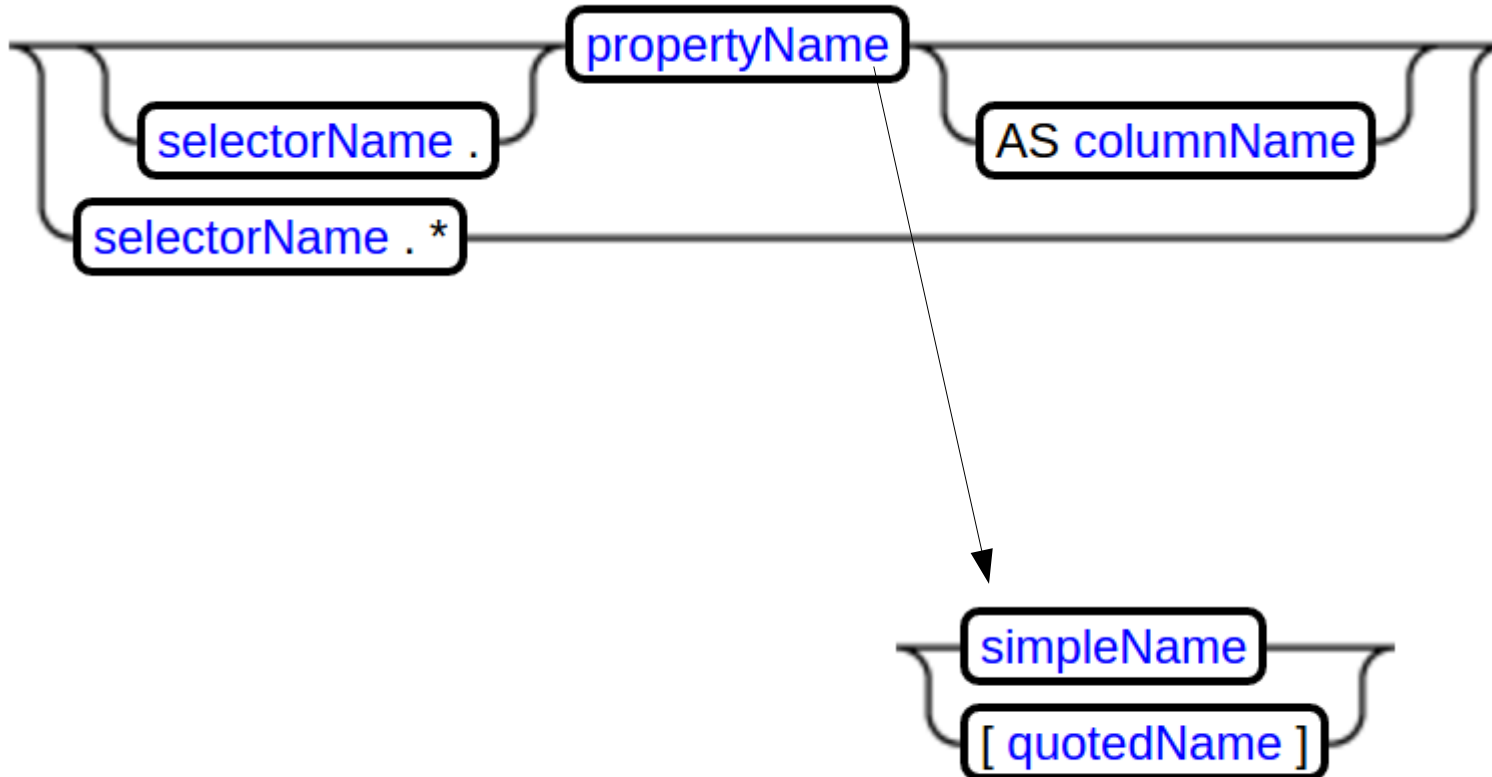 propertyName
selectorName .
AS columnName
selectorName . *
simpleName
[ quotedName ]